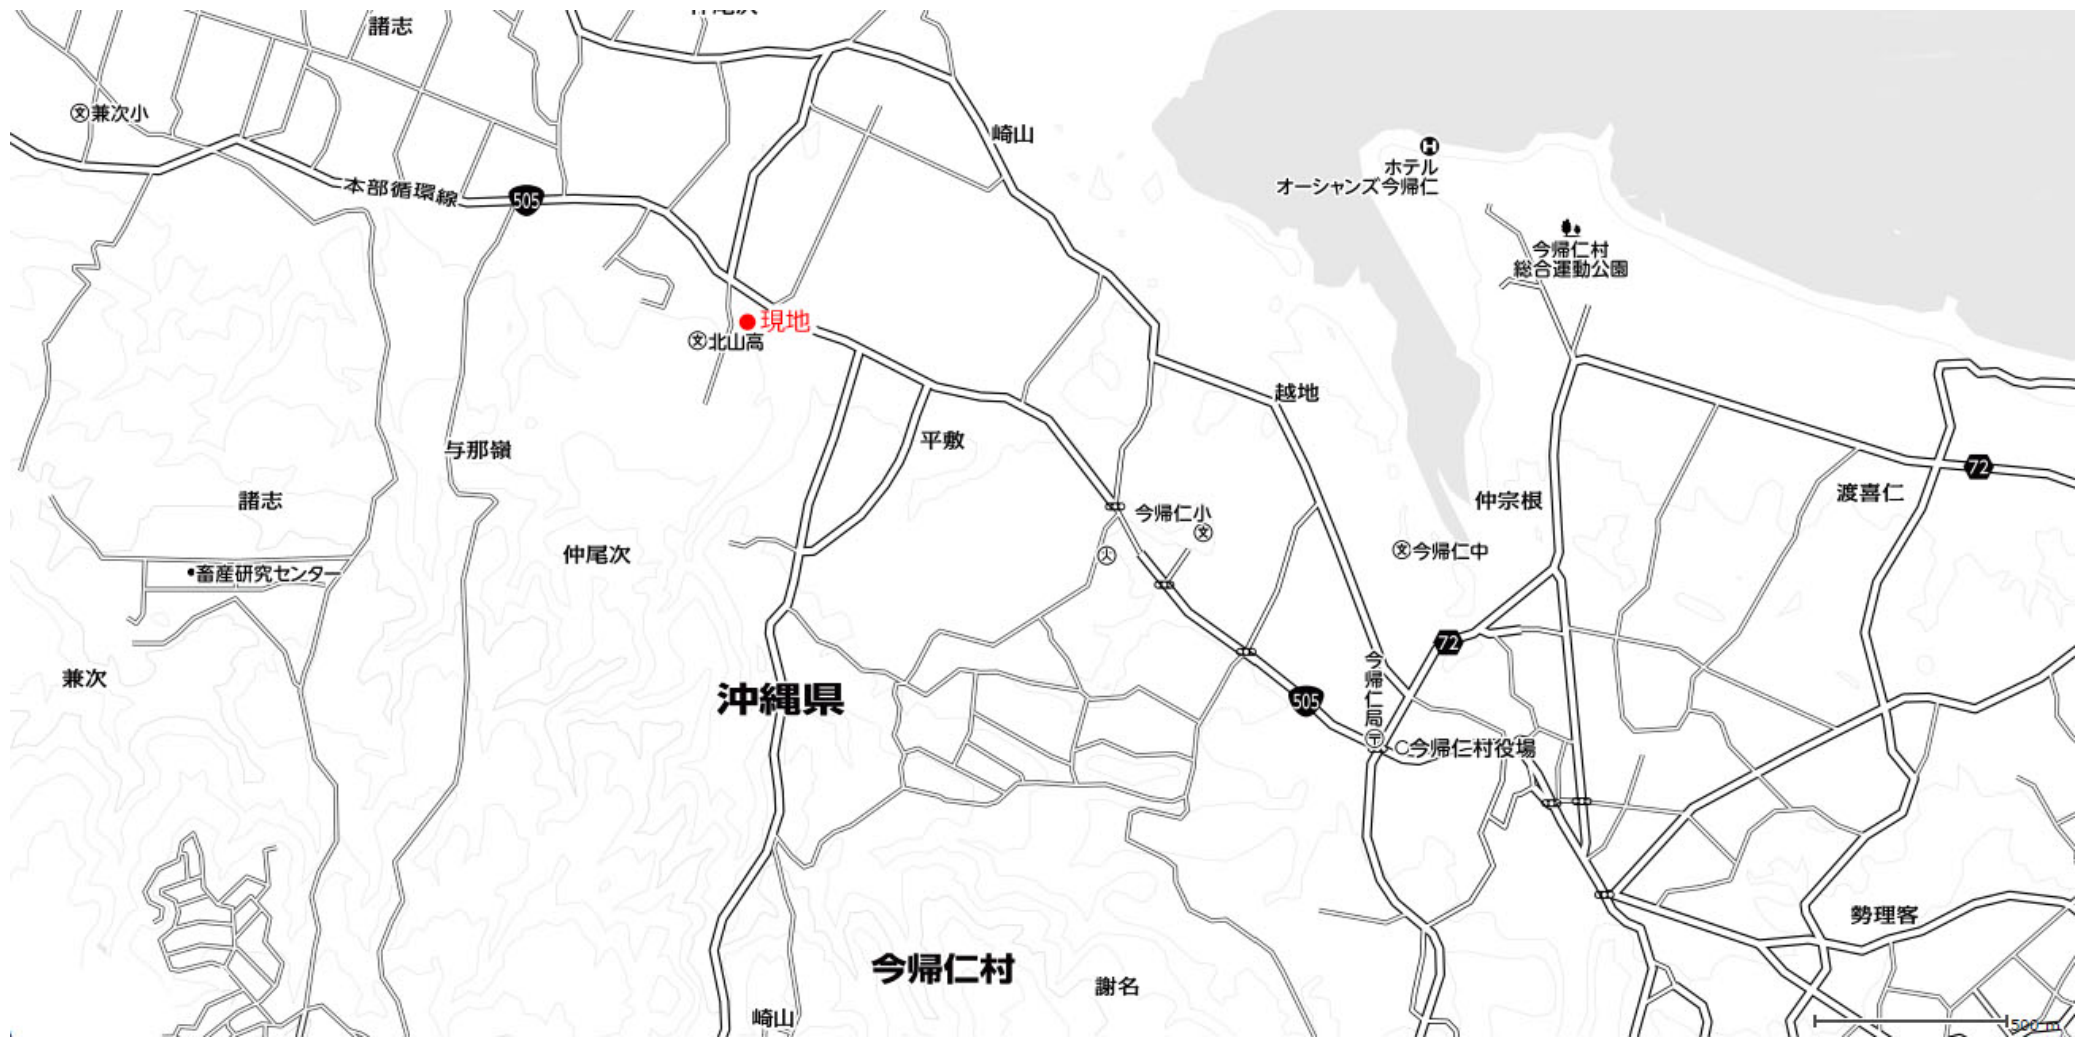 諸志
兼次小
崎山
ホテル
オーシャンズ今帰仁
本部循環線
505
今帰仁村
総合運動公園
現地
北山高
越地
平敷
与那嶺
72
渡喜仁
諸志
仲宗根
今帰仁小
仲尾次
今帰仁中
畜産研究センター
72
今帰仁局
兼次
沖縄県
505
今帰仁村役場
勢理客
今帰仁村
謝名
崎山
500 m